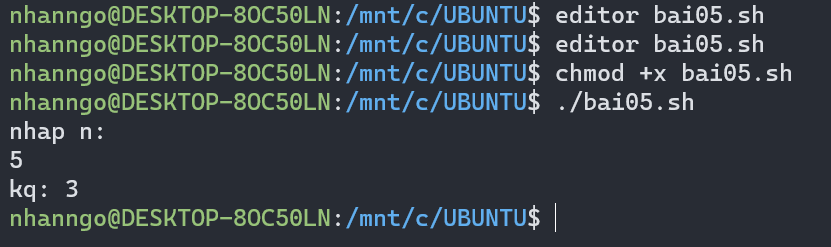 nhanngo@DESKTOP-8OC50LN:/mnt/c/UBUNTU$ editor bai05.sh
nhanngo@DESKTOP-8OC50LN:/mnt/c/UBUNTU$ editor bai05.sh
nhanngo@DESKTOP-8OC50LN:/mnt/c/UBUNTU$ chmod +x bai05.sh
nhanngo@DESKTOP-8OC50LN:/mnt/c/UBUNTU$ ./bai05.sh
nhap n:
5
kq: 3
nhanngo@DESKTOP-8OC50LN:/mnt/c/UBUNTU$